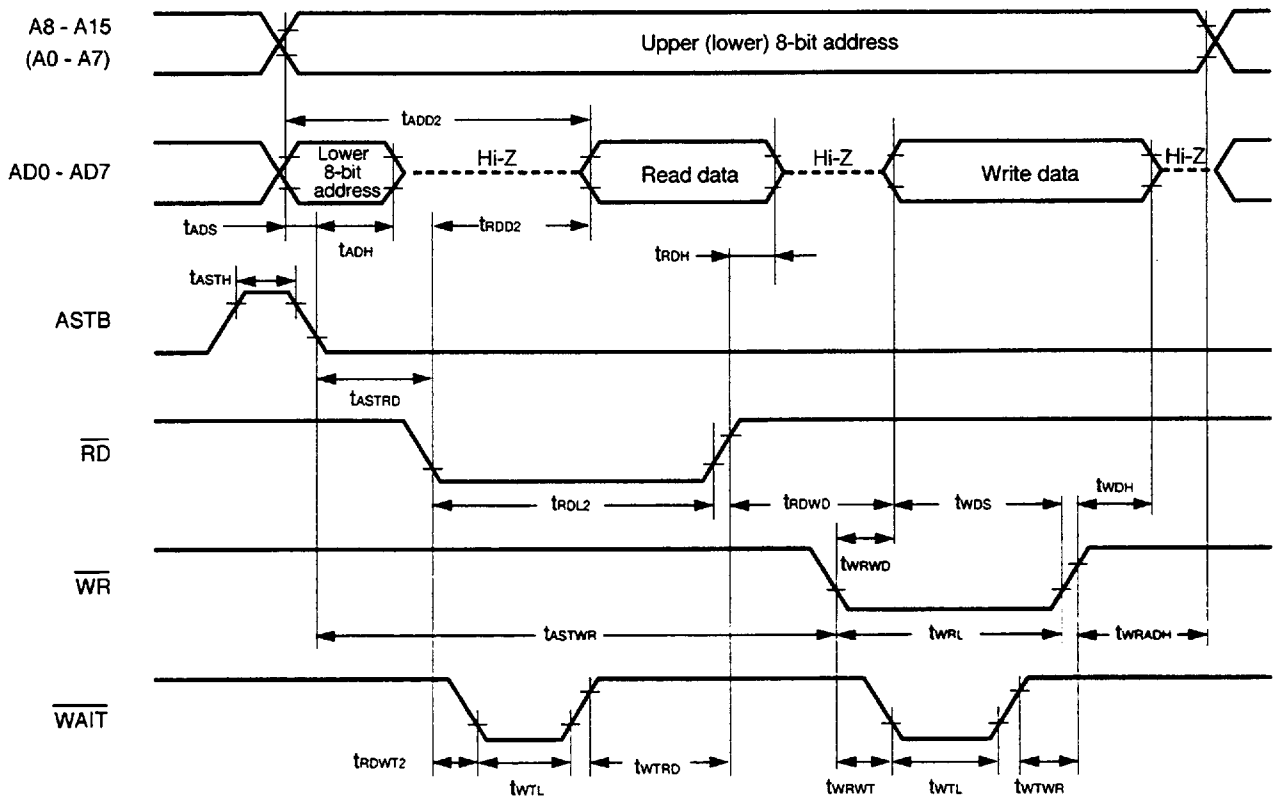 A8 - A15
(A0 - A7)
Upper (lower) 8-bit address
tADD2
AD0 - AD7
Lower
8-bit
address
Hi-Z
Read data
Hi-Z
Write data
Hi-Z
tADS
tADH
tRDD2
tRDH
tASTH
ASTB
tASTRD
RD
tRDL2
tRDWD
tWDS
tWDH
WR
tWRWD
tASTWR
tWRL
tWRADH
WAIT
tRDWT2
tWTL
tWTRD
tWRWT
tWTL
tWTWR